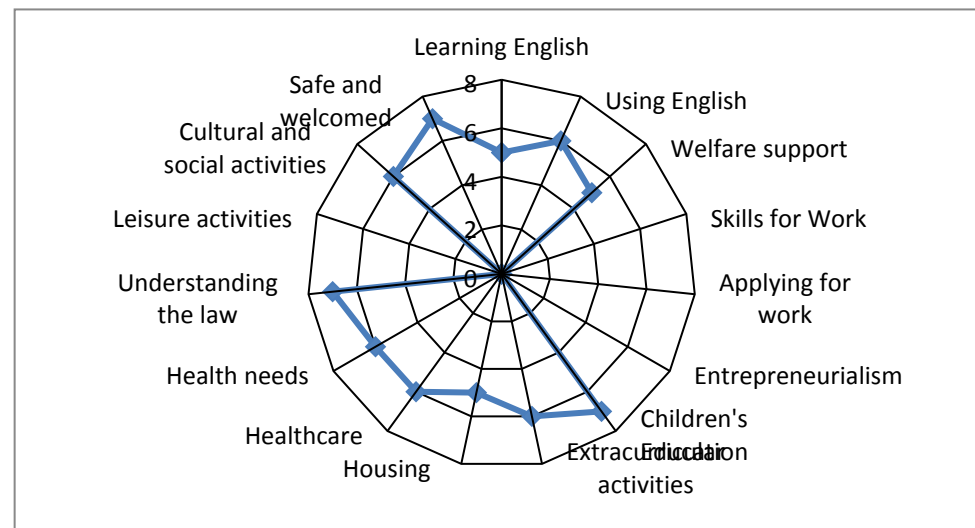 Learning English
Using English
Welfare support
Skills for Work
Applying for
work
Entrepreneurialism
Children's
Education
Extracurricular
activities
Housing
Healthcare
Health needs
Understanding
the law
Leisure activities
Cultural and
social activities
Safe and
welcomed
8
6
4
2
0